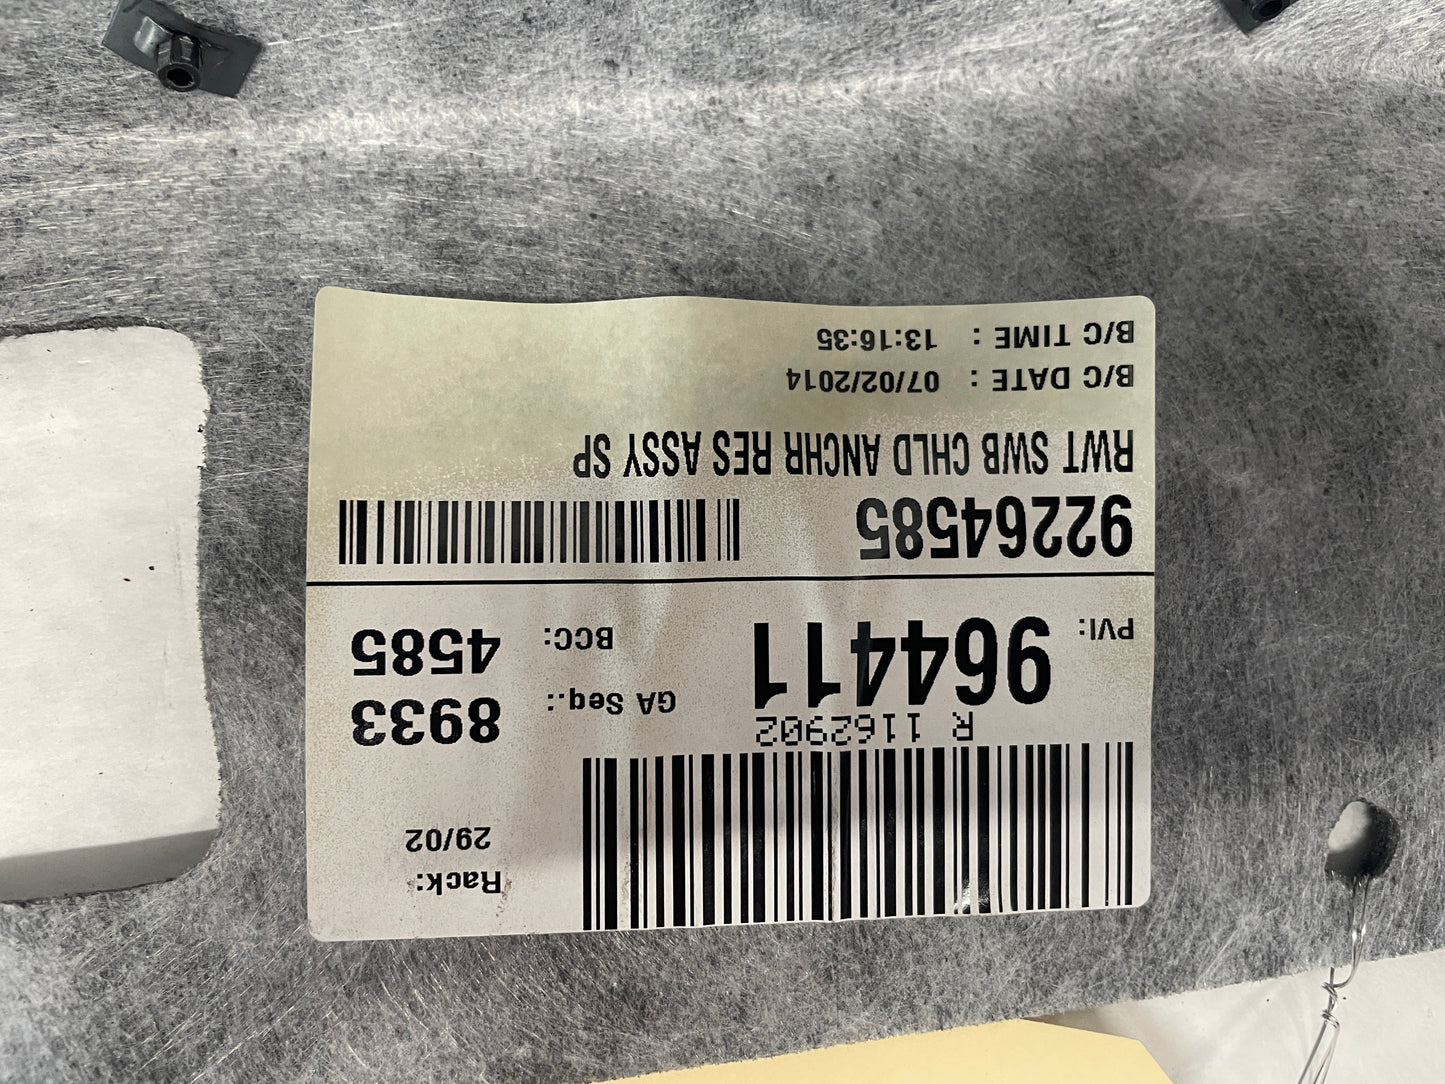 Rack:
29/02
R 1162902
PVI: 964411
GA Seq.: 8933
BCC: 4585
92264585
RWT SWB CHLD ANCHR RES ASSY SP
B/C DATE : 07/02/2014
B/C TIME : 13:16:35